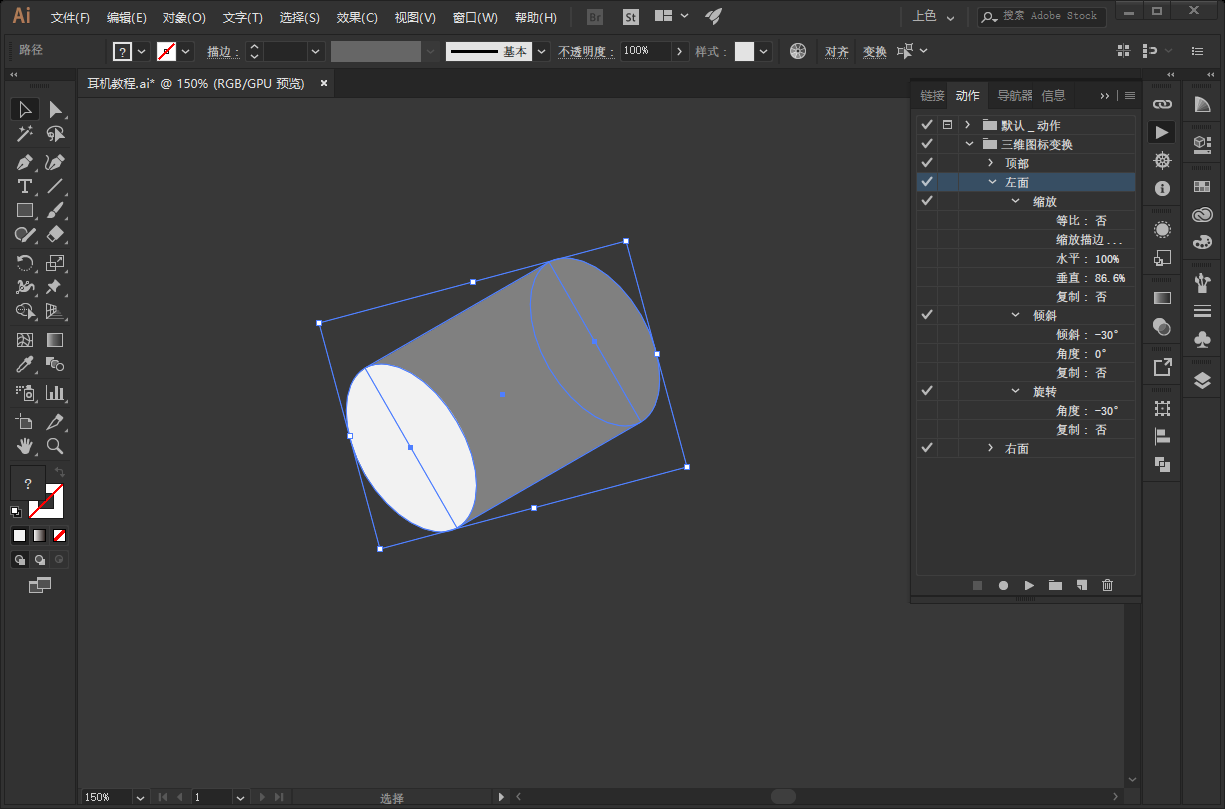 Ai 文件(F) 编辑(E) 对象(O) 文字(T) 选择(S) 效果(C) 视图(V) 窗口(W) 帮助(H) Br St 上色 搜索 Adobe Stock
路径 ? 描边： 基本 不透明度： 100% 样式： 对齐 变换
耳机教程.ai* @ 150% (RGB/GPU 预览) ×
链接 动作 导航器 信息
默认_动作
三维图标变换
顶部
左面
缩放
等比：否
缩放描边...
水平：100%
垂直：86.6%
复制：否
倾斜
倾斜：-30°
角度：0°
复制：否
旋转
角度：-30°
复制：否
右面
?
150% 1 选择